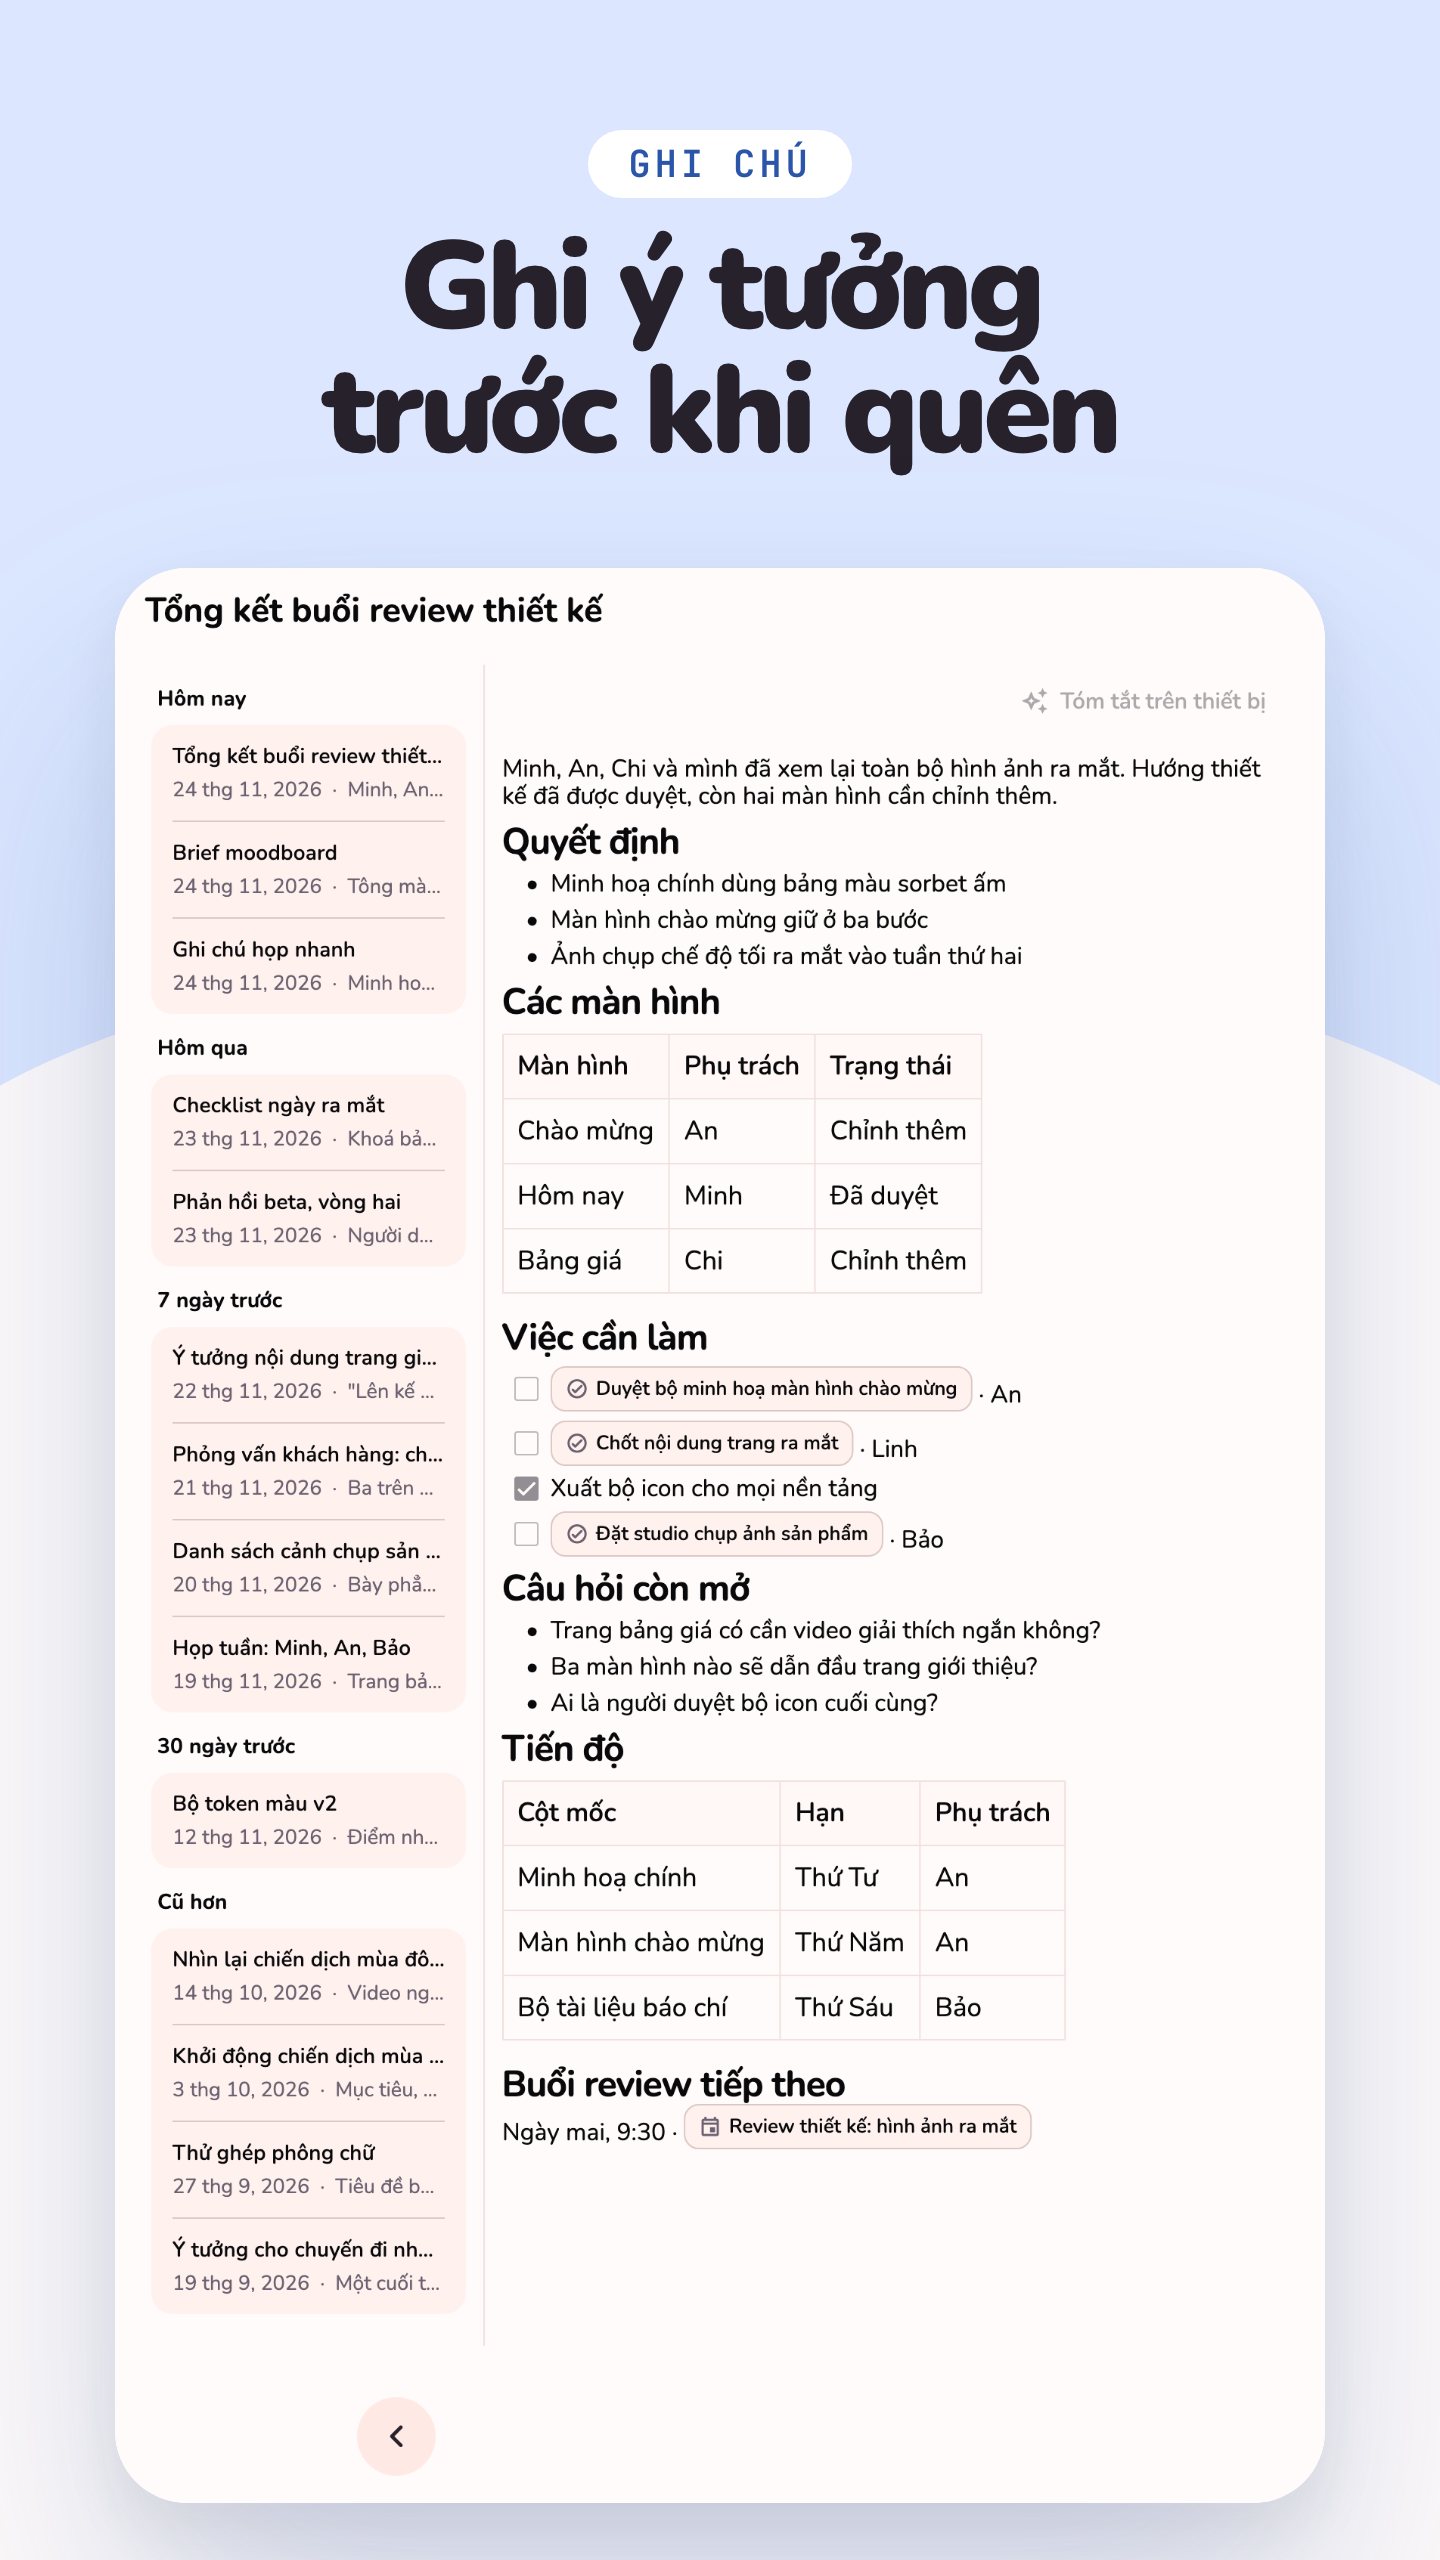 GHI CHÚ
Ghi ý tưởng
trước khi quên
Tổng kết buổi review thiết kế
Hôm nay
Tổng kết buổi review thiết...
24 thg 11, 2026 · Minh, An...
Brief moodboard
24 thg 11, 2026 · Tông mà...
Ghi chú họp nhanh
24 thg 11, 2026 · Minh ho...
Hôm qua
Checklist ngày ra mắt
23 thg 11, 2026 · Khoá bả...
Phản hồi beta, vòng hai
23 thg 11, 2026 · Người d...
7 ngày trước
Ý tưởng nội dung trang gi...
22 thg 11, 2026 · "Lên kế ...
Phỏng vấn khách hàng: ch...
21 thg 11, 2026 · Ba trên ...
Danh sách cảnh chụp sản ...
20 thg 11, 2026 · Bày phẳ...
Họp tuần: Minh, An, Bảo
19 thg 11, 2026 · Trang bả...
30 ngày trước
Bộ token màu v2
12 thg 11, 2026 · Điểm nh...
Cũ hơn
Nhìn lại chiến dịch mùa đô...
14 thg 10, 2026 · Video ng...
Khởi động chiến dịch mùa ...
3 thg 10, 2026 · Mục tiêu, ...
Thử ghép phông chữ
27 thg 9, 2026 · Tiêu đề b...
Ý tưởng cho chuyến đi nh...
19 thg 9, 2026 · Một cuối t...
Tóm tắt trên thiết bị
Minh, An, Chi và mình đã xem lại toàn bộ hình ảnh ra mắt. Hướng thiết
kế đã được duyệt, còn hai màn hình cần chỉnh thêm.
Quyết định
• Minh hoạ chính dùng bảng màu sorbet ấm
• Màn hình chào mừng giữ ở ba bước
• Ảnh chụp chế độ tối ra mắt vào tuần thứ hai
Các màn hình
Màn hình Phụ trách Trạng thái
Chào mừng An Chỉnh thêm
Hôm nay Minh Đã duyệt
Bảng giá Chi Chỉnh thêm
Việc cần làm
Duyệt bộ minh hoạ màn hình chào mừng · An
Chốt nội dung trang ra mắt · Linh
Xuất bộ icon cho mọi nền tảng
Đặt studio chụp ảnh sản phẩm · Bảo
Câu hỏi còn mở
• Trang bảng giá có cần video giải thích ngắn không?
• Ba màn hình nào sẽ dẫn đầu trang giới thiệu?
• Ai là người duyệt bộ icon cuối cùng?
Tiến độ
Cột mốc Hạn Phụ trách
Minh hoạ chính Thứ Tư An
Màn hình chào mừng Thứ Năm An
Bộ tài liệu báo chí Thứ Sáu Bảo
Buổi review tiếp theo
Ngày mai, 9:30 · Review thiết kế: hình ảnh ra mắt